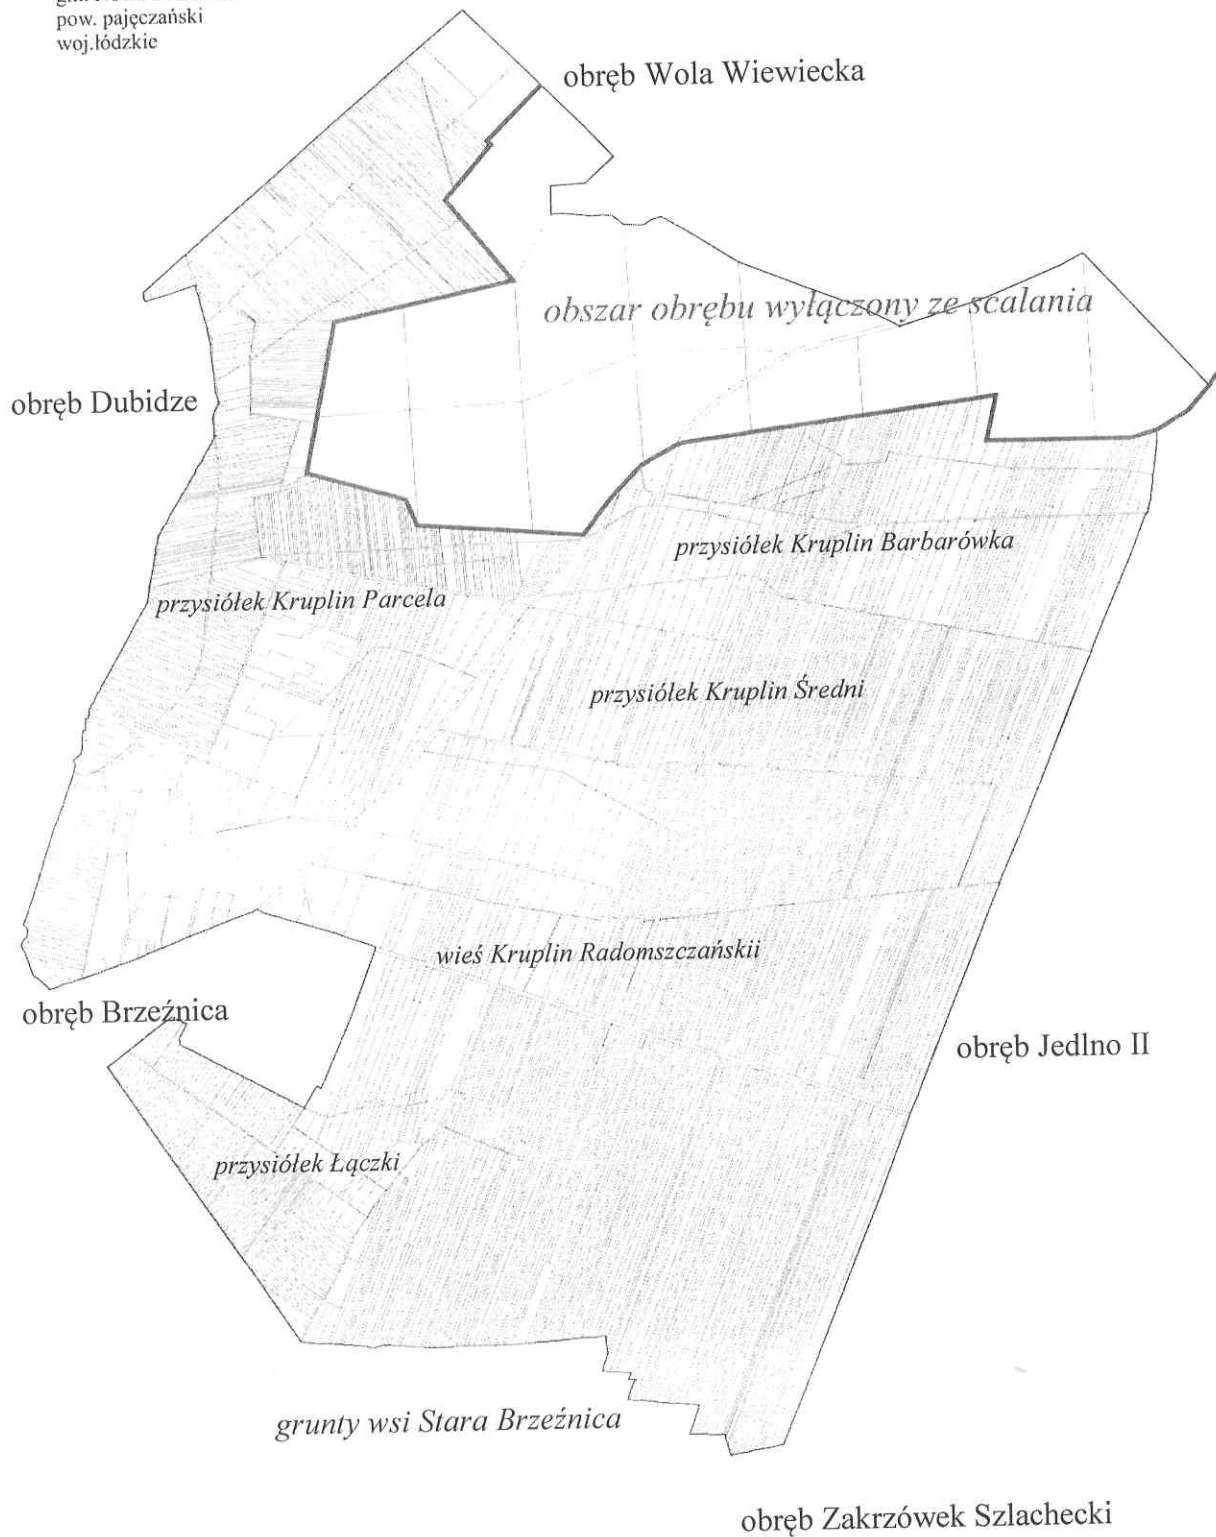 pow. pajęczański
woj.łódzkie
obręb Wola Wiewiecka
obszar obrębu wyłączony ze scalania
obręb Dubidze
przysiółek Kruplin Barbarówka
przysiółek Kruplin Parcela
przysiółek Kruplin Średni
wieś Kruplin Radomszczańskii
obręb Brzeźnica
obręb Jedlno II
przysiółek Łączki
grunty wsi Stara Brzeźnica
obręb Zakrzówek Szlachecki